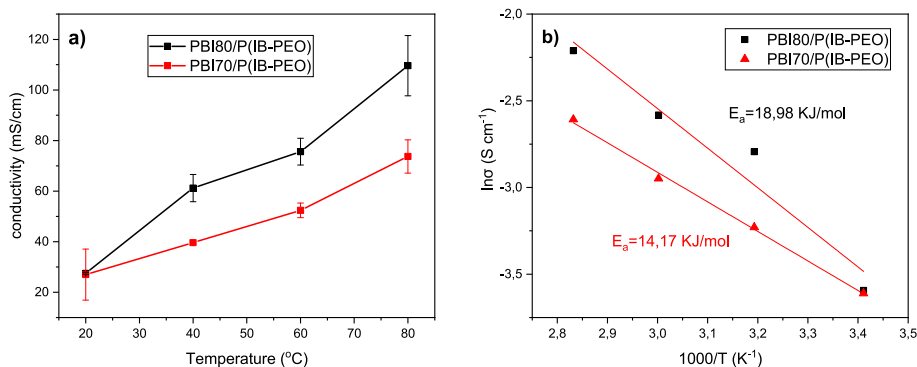 a)
PBI80/P(IB-PEO)
PBI70/P(IB-PEO)
120
100
80
60
40
20
conductivity (mS/cm)
20
30
40
50
60
70
80
Temperature (°C)
b)
PBI80/P(IB-PEO)
PBI70/P(IB-PEO)
-2,0
-2,5
-3,0
-3,5
lnσ (S cm⁻¹)
Eₐ=18,98 KJ/mol
Eₐ=14,17 KJ/mol
2,8
2,9
3,0
3,1
3,2
3,3
3,4
1000/T (K⁻¹)